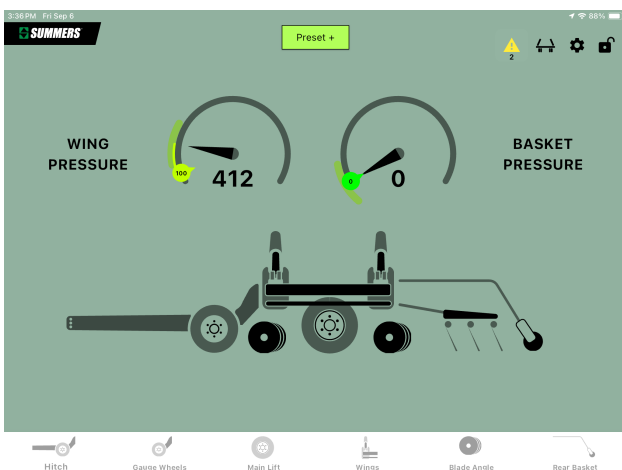 3:36 PM Fri Sep 6
88%
SUMMERS
Preset +
2
WING
PRESSURE
100
412
0
0
BASKET
PRESSURE
Hitch
Gauge Wheels
Main Lift
Wings
Blade Angle
Rear Basket